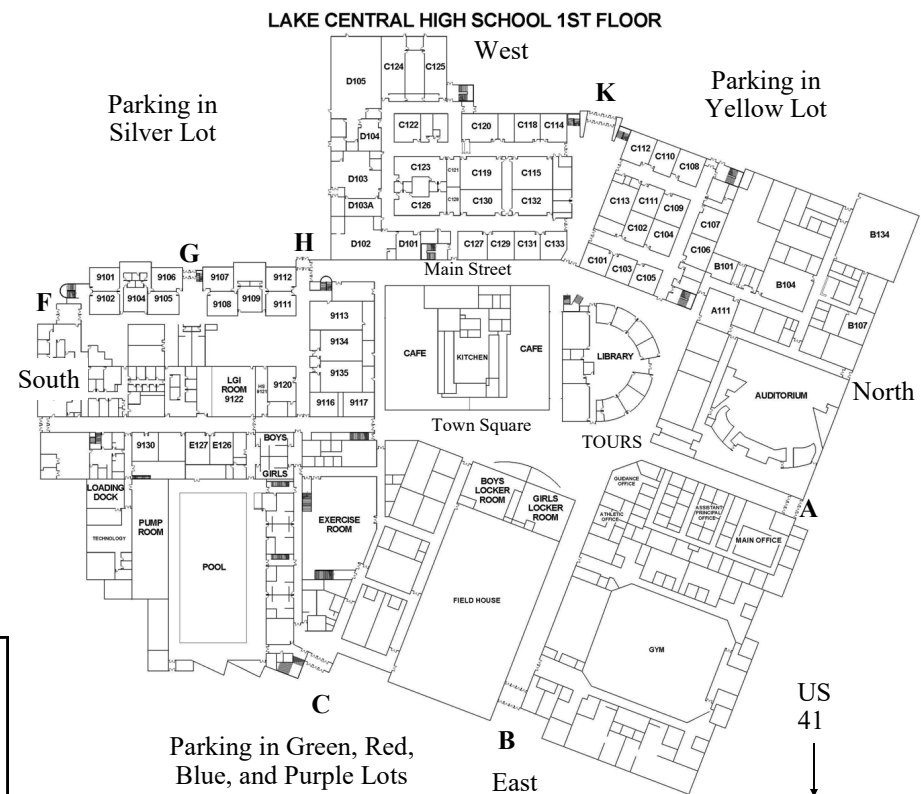 LAKE CENTRAL HIGH SCHOOL 1ST FLOOR
West
Parking in
Silver Lot
Parking in
Yellow Lot
K
D105
C124
C125
C122
C120
C118
C114
D104
D103
D103A
D102
D101
C123
C121
C119
C115
C126
C128
C130
C132
C127
C129
C131
C133
Main Street
C112
C110
C108
C113
C111
C109
C102
C104
C107
C106
C101
C103
C105
B101
B104
B134
B107
A111
F
G
H
9101
9106
9107
9112
9102
9104
9105
9108
9109
9111
9113
9134
9135
9116
9117
South
LGI
ROOM
9122
HS
9121
9120
CAFE
KITCHEN
CAFE
LIBRARY
AUDITORIUM
North
Town Square
TOURS
9130
E127
E126
BOYS
GIRLS
LOADING
DOCK
TECHNOLOGY
PUMP
ROOM
POOL
EXERCISE
ROOM
BOYS
LOCKER
ROOM
GIRLS
LOCKER
ROOM
GUIDANCE
OFFICE
ATHLETIC
OFFICE
ASSISTANT
PRINCIPAL
OFFICE
MAIN OFFICE
A
FIELD HOUSE
GYM
C
B
Parking in Green, Red,
Blue, and Purple Lots
East
US
41